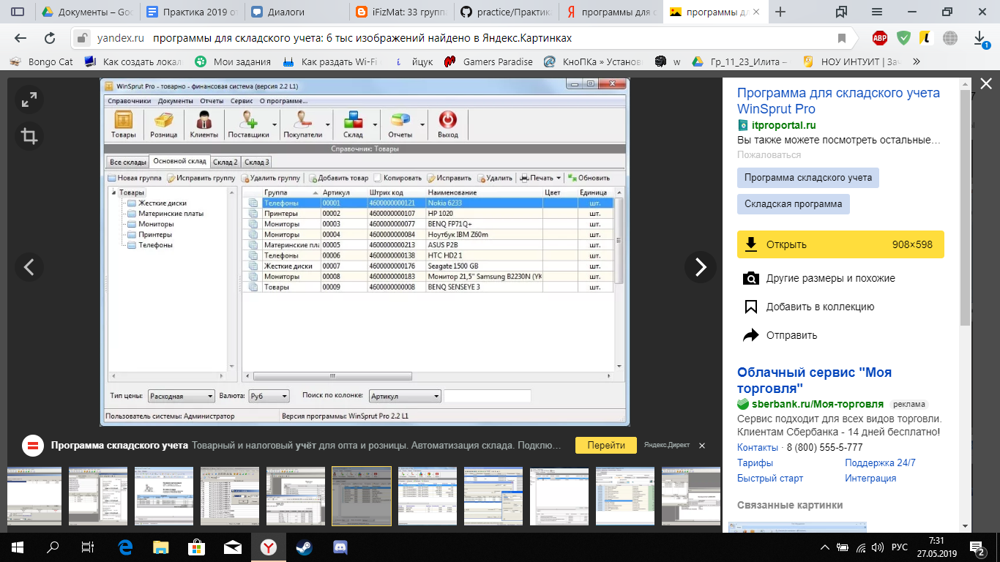 Документы – Goo
Практика 2019 от
Диалоги
iFizMat: 33 групп
practice/Практик
программы для с
программы дл
yandex.ru программы для складского учета: 6 тыс изображений найдено в Яндекс.Картинках
ABP
1
Bongo Cat
Как создать локал
Мои задания
Как раздать Wi-Fi
йцук
Gamers Paradise
КноПКа » Установ
w
Гр_11_23_Илита –
НОУ ИНТУИТ | Зач
WinSprut Pro - товарно - финансовая система (версия 2.2 L1)
Справочники Документы Отчеты Сервис О программе...
Товары Розница Клиенты Поставщики Покупатели Склад Отчеты Выход
Справочник: Товары
Все склады Основной склад Склад 2 Склад 3
Новая группа Исправить группу Удалить группу Добавить товар Копировать Исправить Удалить Печать Обновить
Товары
Жесткие диски
Материнские платы
Мониторы
Принтеры
Телефоны
Группа Артикул Штрих код Наименование Цвет Единица
Телефоны 00001 4600000000121 Nokia 6233 шт.
Принтеры 00002 4600000000107 HP 1020 шт.
Мониторы 00003 4600000000077 BENQ FP71Q+ шт.
Мониторы 00004 4600000000084 Ноутбук IBM Z60m шт.
Материнские пла 00005 4600000000213 ASUS P2B шт.
Телефоны 00006 4600000000138 HTC HD2 1 шт.
Жесткие диски 00007 4600000000176 Seagate 1500 GB шт.
Мониторы 00008 4600000000183 Монитор 21,5" Samsung B2230N (YK шт.
Товары 00009 4600000000008 BENQ SENSEYE 3 шт.
Тип цены: Расходная Валюта: Руб Поиск по колонке: Артикул
Пользователь системы: Администратор Версия программы: WinSprut Pro 2.2 L1
Программа складского учета Товарный и налоговый учёт для опта и розницы. Автоматизация склада. Подклю...
Перейти
Яндекс.Директ
Программа для складского учета
WinSprut Pro
itproportal.ru
Вы также можете посмотреть остальные...
Пожаловаться
Программа складского учета
Складская программа
Открыть 908×598
Другие размеры и похожие
Добавить в коллекцию
Отправить
Облачный сервис "Моя
торговля"
sberbank.ru/Моя-торговля реклама
Сервис подходит для всех видов торговли.
Клиентам Сбербанка - 14 дней бесплатно!
Контакты · 8 (800) 555-5-777
Тарифы Поддержка 24/7
Быстрый старт Интеграция
Связанные картинки
РУС
7:31
27.05.2019
2